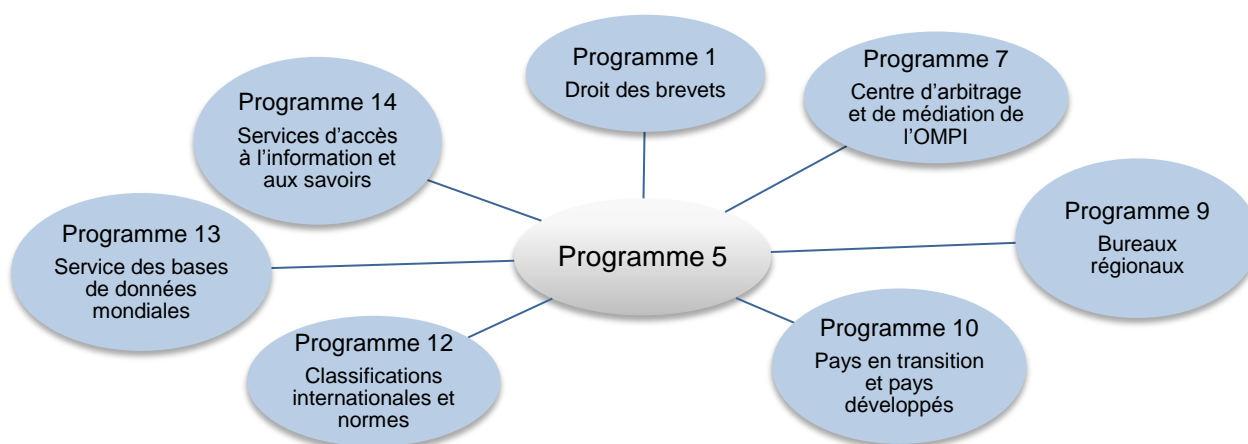 Programme 1
Droit des brevets
Programme 7
Centre d'arbitrage
et de médiation de
l'OMPI
Programme 14
Services d'accès
à l'information et
aux savoirs
Programme 9
Bureaux
régionaux
Programme 5
Programme 13
Service des bases
de données
mondiales
Programme 10
Pays en transition
et pays
développés
Programme 12
Classifications
internationales et
normes